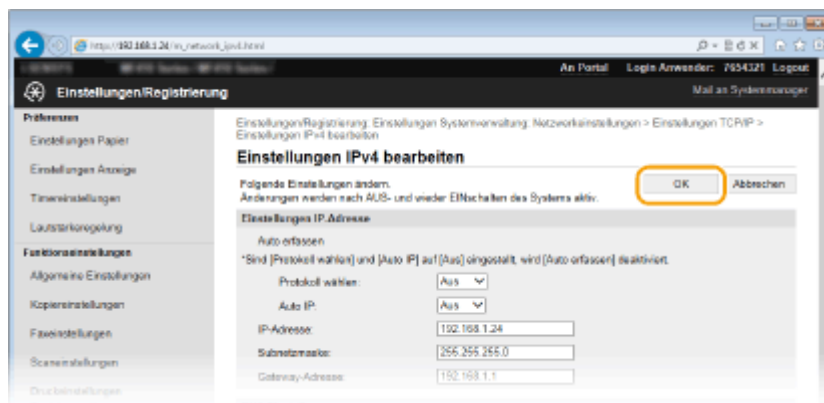 http://192.168.1.24/m_network_ipv4.html
An Portal Login Anwender: 7654321 Logout
Einstellungen/Registrierung
Mail an Systemmanager
Präferenzen
Einstellungen Papier
Einstellungen Anzeige
Timereinstellungen
Lautstärkeregelung
Funktionseinstellungen
Allgemeine Einstellungen
Kopiereinstellungen
Faxeinstellungen
Scaneinstellungen
Druckeinstellungen
Einstellungen/Registrierung: Einstellungen Systemverwaltung: Netzwerkeinstellungen > Einstellungen TCP/IP >
Einstellungen IPv4 bearbeiten
Einstellungen IPv4 bearbeiten
Folgende Einstellungen ändern.
Änderungen werden nach AUS- und wieder EINschalten des Systems aktiv.
OK
Abbrechen
Einstellungen IP-Adresse
Auto erfassen
*Sind [Protokoll wählen] und [Auto IP] auf [Aus] eingestellt, wird [Auto erfassen] deaktiviert.
Protokoll wählen: Aus
Auto IP: Aus
IP-Adresse: 192.168.1.24
Subnetzmaske: 255.255.255.0
Gateway-Adresse: 192.168.1.1